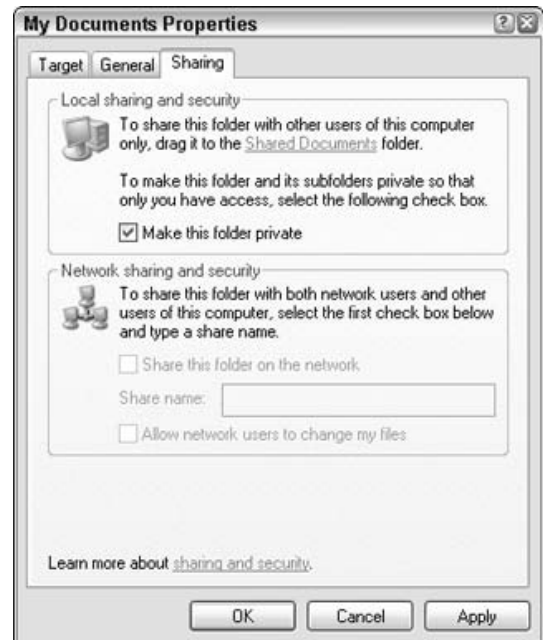 My Documents Properties
Target General Sharing
Local sharing and security
To share this folder with other users of this computer
only, drag it to the Shared Documents folder.
To make this folder and its subfolders private so that
only you have access, select the following check box.
Make this folder private
Network sharing and security
To share this folder with both network users and other
users of this computer, select the first check box below
and type a share name.
Share this folder on the network
Share name:
Allow network users to change my files
Learn more about sharing and security.
OK Cancel Apply